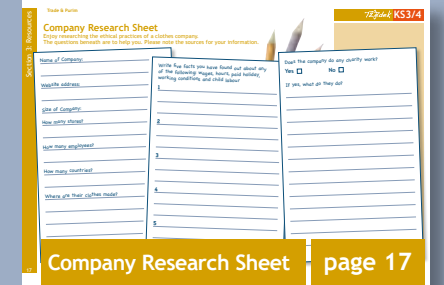 Trade & Purim
THiNK KS3/4
Company Research Sheet
Enjoy researching the ethical practices of a clothes company.
The questions beneath are to help you. Please note the sources for your information.
Section 3: Resources
Name of Company:
Website address:
Size of Company:
How many stores?
How many employees?
How many countries?
Where are their clothes made?
Write five facts you have found out about any
of the following: wages, hours, paid holiday,
working conditions and child labour
1
2
3
4
5
Does the company do any charity work?
Yes No
If yes, what do they do?
17
Company Research Sheet
page 17